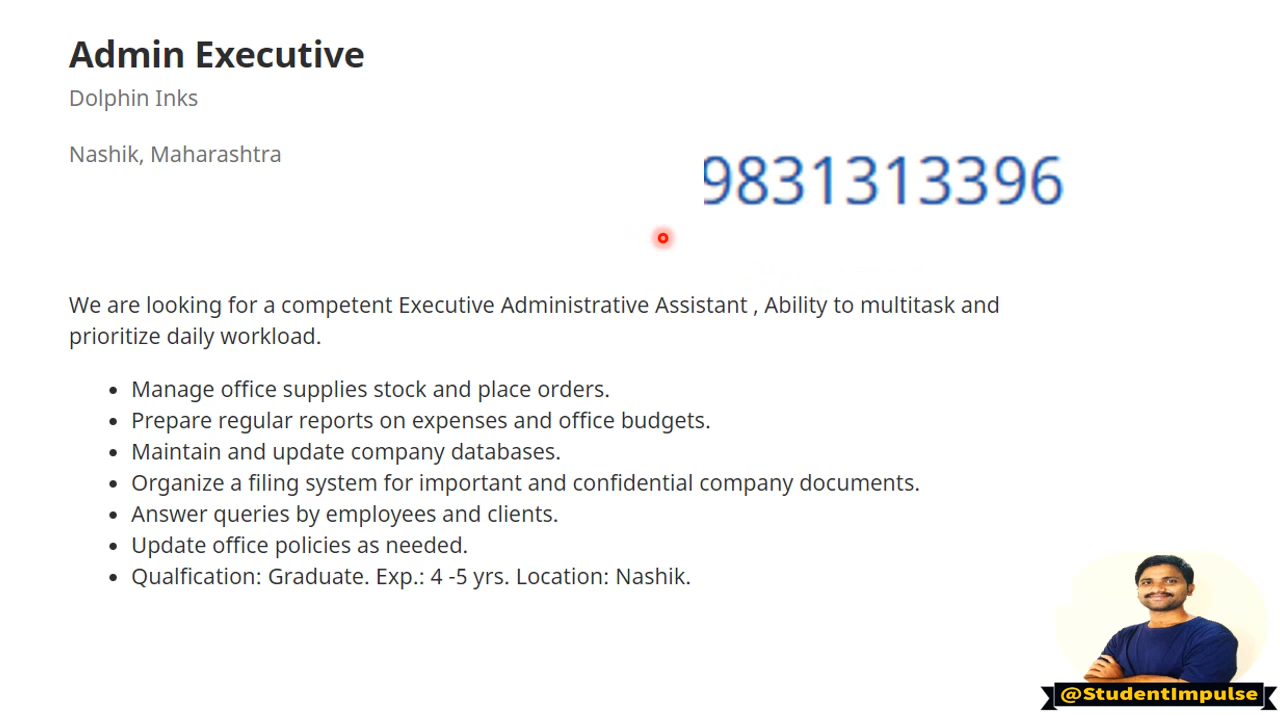 Admin Executive
Dolphin Inks
Nashik, Maharashtra
9831313396
We are looking for a competent Executive Administrative Assistant , Ability to multitask and
prioritize daily workload.
• Manage office supplies stock and place orders.
• Prepare regular reports on expenses and office budgets.
• Maintain and update company databases.
• Organize a filing system for important and confidential company documents.
• Answer queries by employees and clients.
• Update office policies as needed.
• Qualfication: Graduate. Exp.: 4 -5 yrs. Location: Nashik.
@StudentImpulse